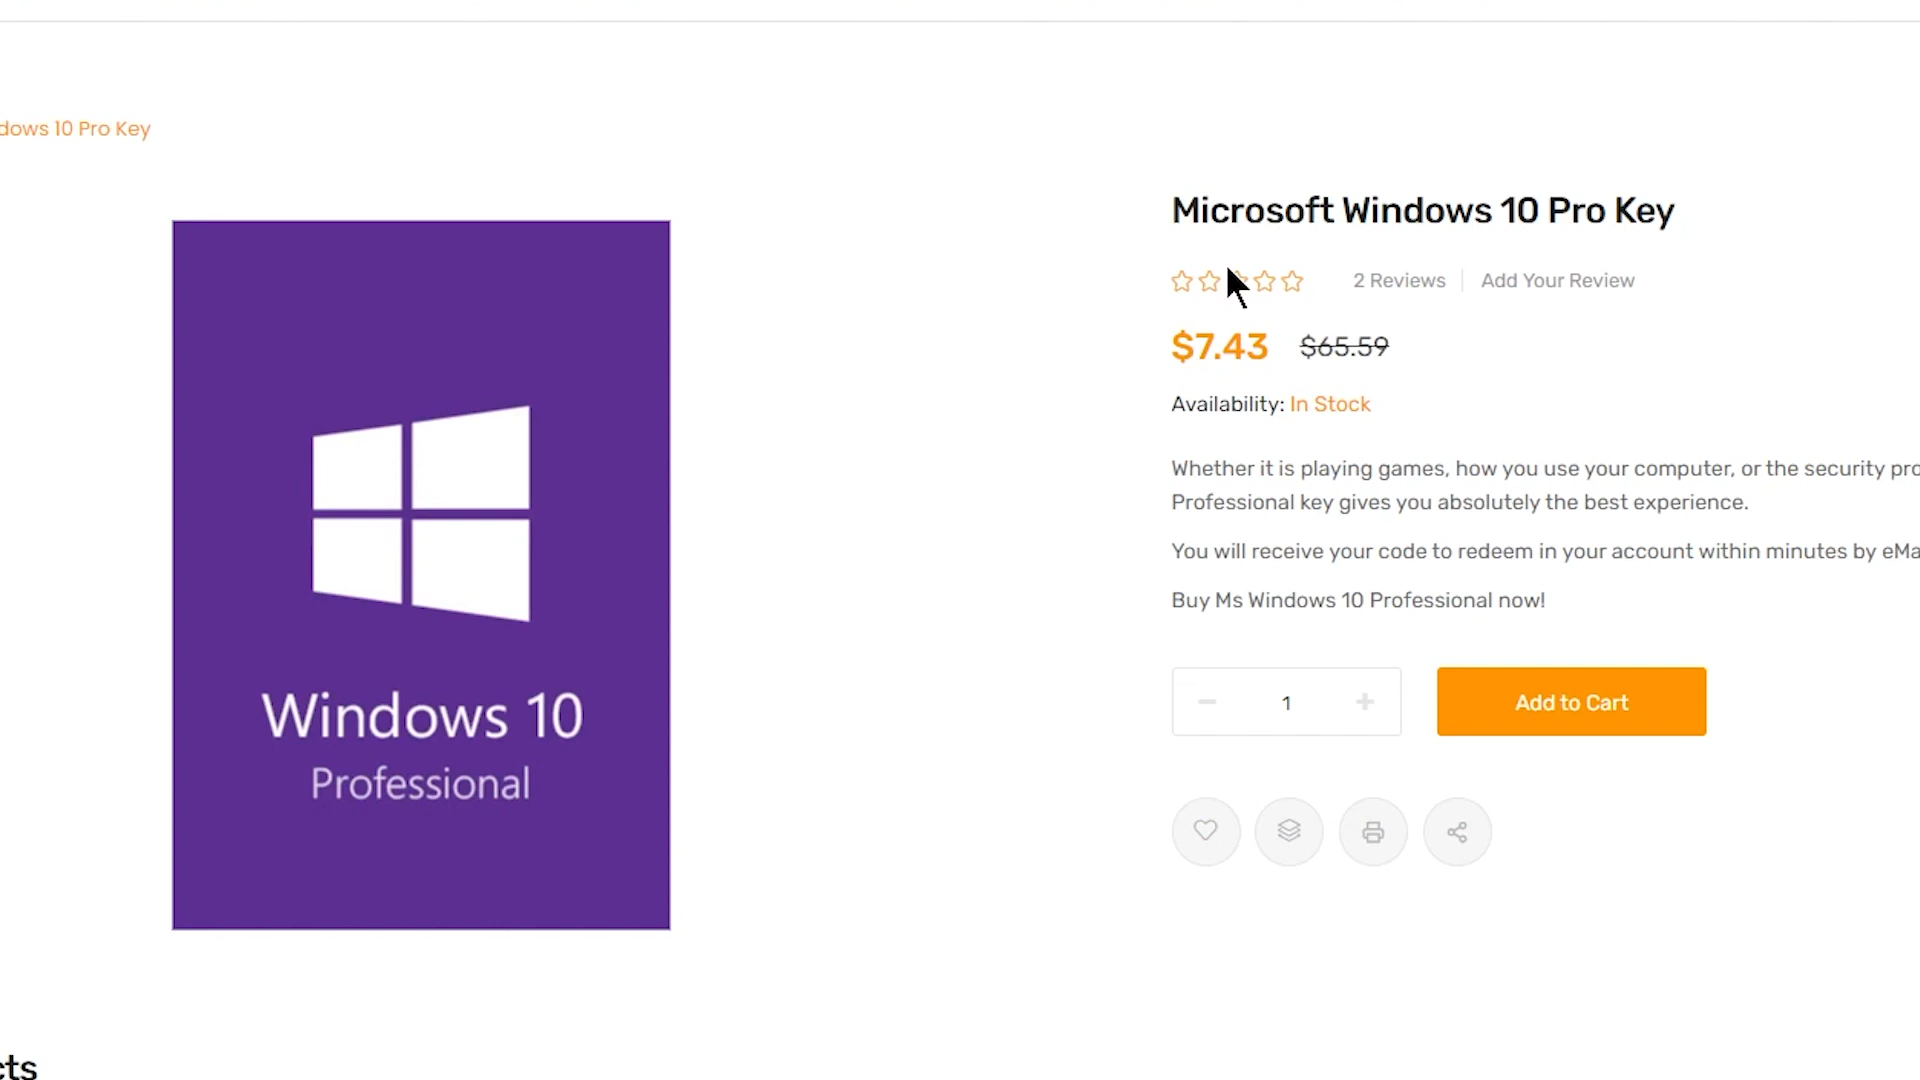 dows 10 Pro Key
Microsoft Windows 10 Pro Key
2 Reviews
Add Your Review
$7.43 $65.59
Availability: In Stock
Whether it is playing games, how you use your computer, or the security pro
Professional key gives you absolutely the best experience.
You will receive your code to redeem in your account within minutes by eMa
Buy Ms Windows 10 Professional now!
1
Add to Cart
Windows 10
Professional
cts